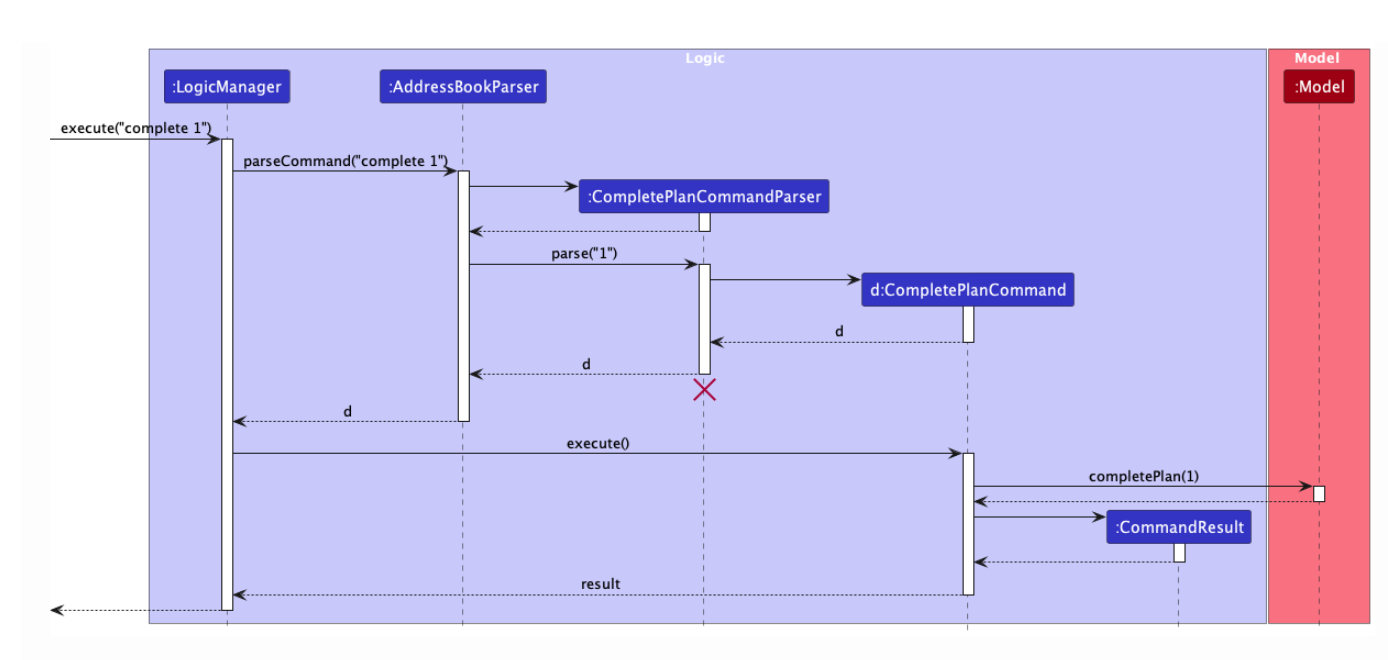 Logic
Model
:LogicManager
:AddressBookParser
:Model
execute("complete 1")
parseCommand("complete 1")
:CompletePlanCommandParser
parse("1")
d:CompletePlanCommand
d
d
d
execute()
completePlan(1)
:CommandResult
result